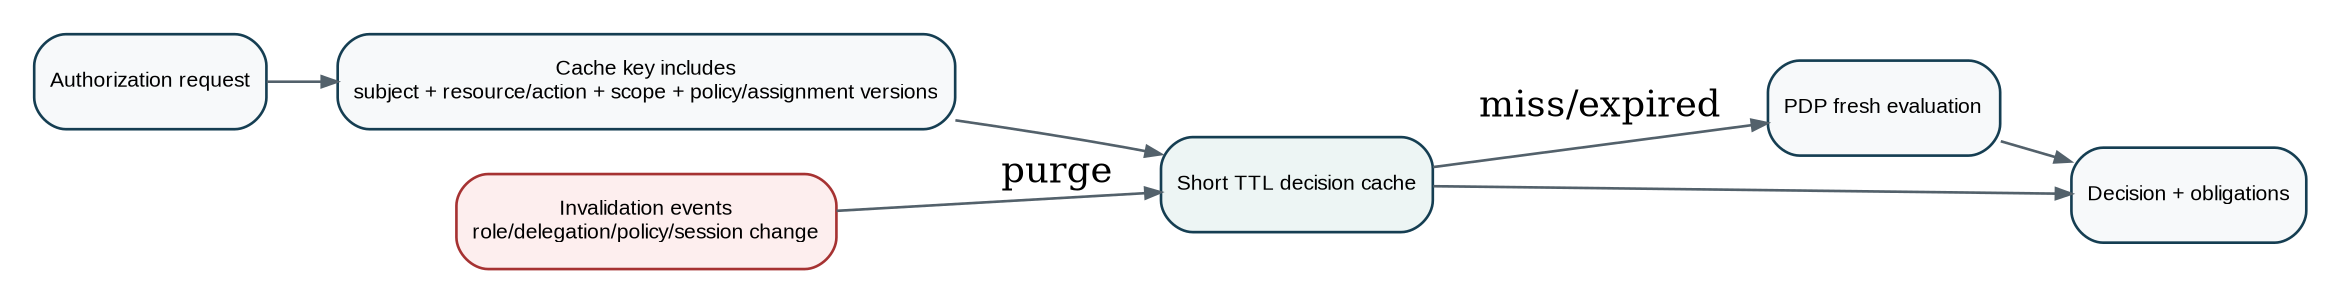 Authorization request
Cache key includes
subject + resource/action + scope + policy/assignment versions
Invalidation events
role/delegation/policy/session change
purge
Short TTL decision cache
miss/expired
PDP fresh evaluation
Decision + obligations